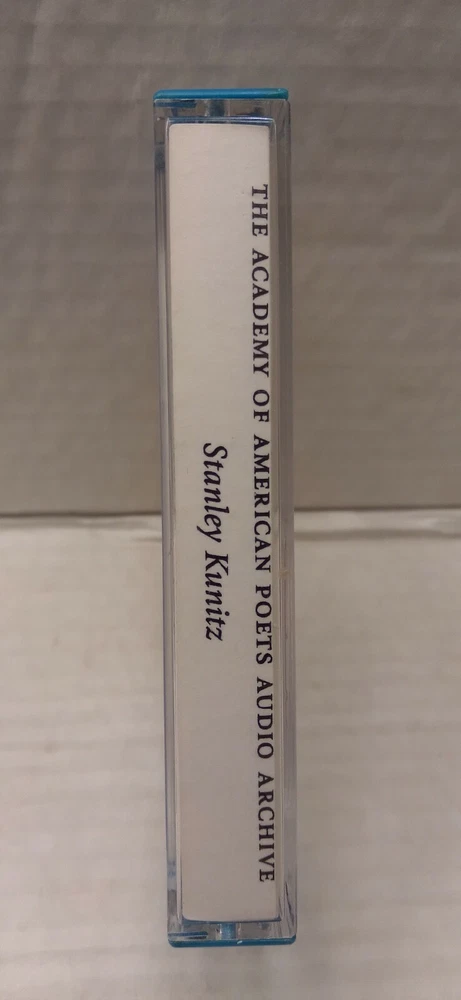 THE ACADEMY OF AMERICAN POETS AUDIO ARCHIVE
Stanley Kunitz